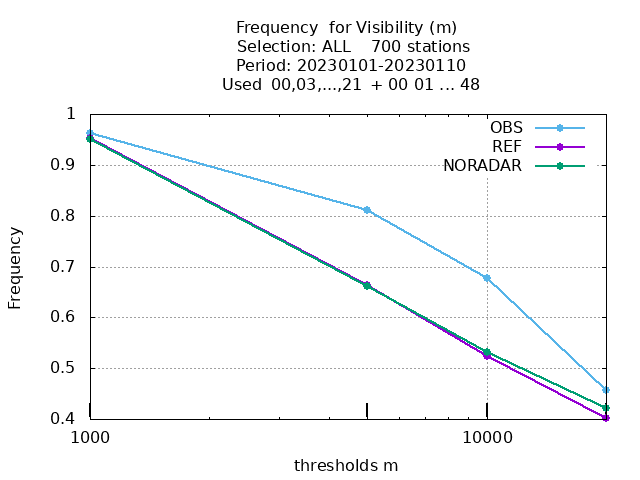 Frequency  for Visibility (m)
Selection: ALL    700 stations
Period: 20230101-20230110
Used  00,03,...,21  + 00 01 ... 48
OBS
REF
NORADAR
1
0.9
0.8
0.7
0.6
0.5
0.4
Frequency
1000
10000
thresholds m